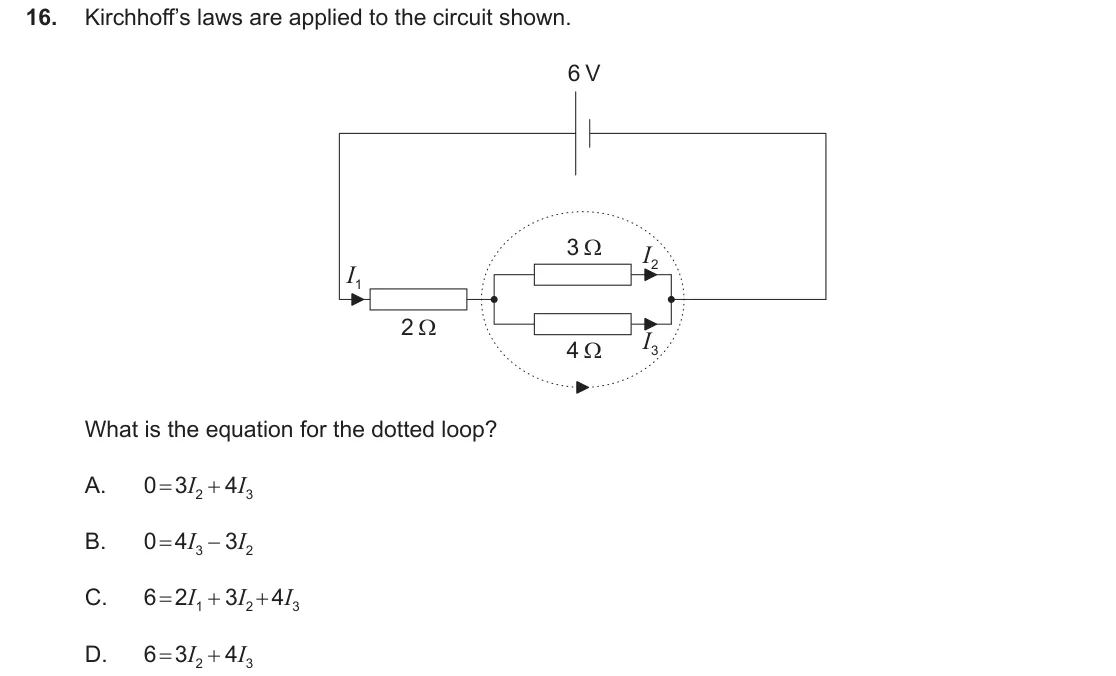 16. Kirchhoff's laws are applied to the circuit shown.
6 V
3 Ω
I₂
I₁
2 Ω
4 Ω
I₃
What is the equation for the dotted loop?
A. 0=3I₂+4I₃
B. 0=4I₃−3I₂
C. 6=2I₁+3I₂+4I₃
D. 6=3I₂+4I₃